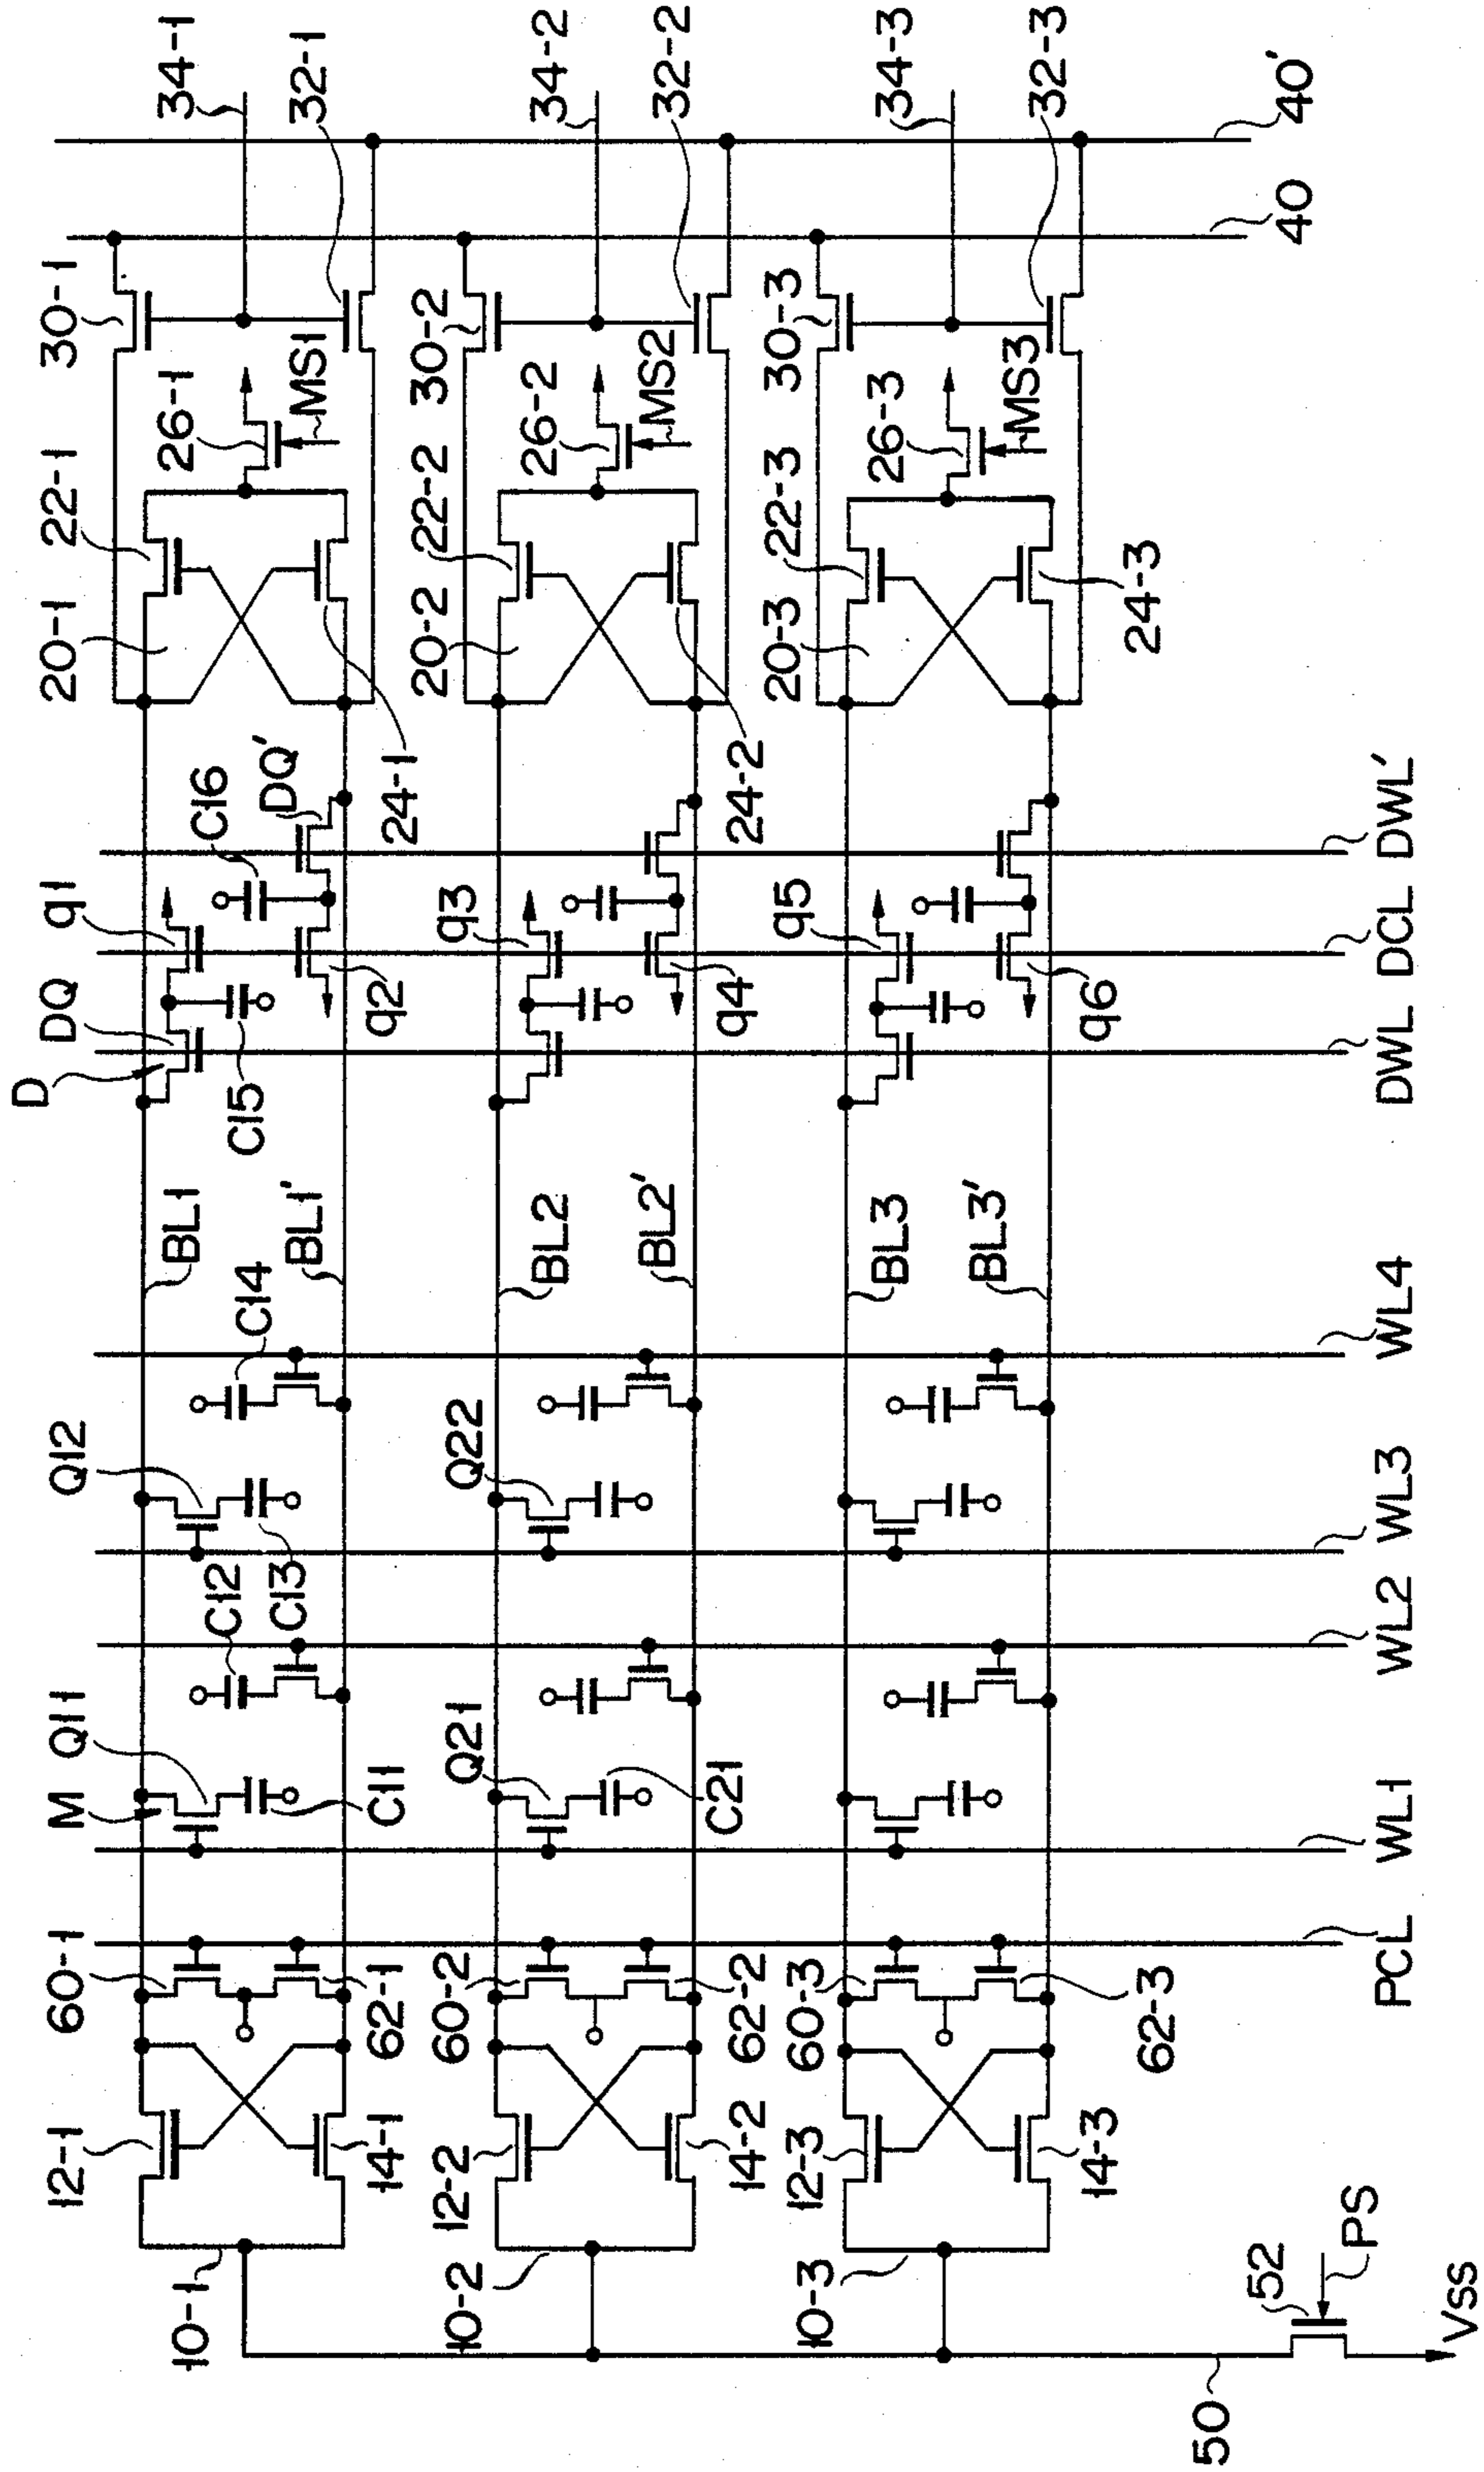 34-1
32-1
34-2
32-2
34-3
32-3
40'
40
30-1
30-2
30-3
26-1
MS1
26-2
MS2
26-3
MS3
22-1
22-2
22-3
20-1
20-2
20-3
24-1
24-2
24-3
DQ'
C16
q1
q3
q5
DQ
q2
q4
q6
D
C15
DWL'
DCL
DWL
BL1
BL1'
BL2
BL2'
BL3
BL3'
C14
Q12
Q22
C12
C13
WL4
WL3
WL2
Q11
M
C11
Q21
C21
WL1
60-1
62-1
60-2
62-2
60-3
62-3
PCL
12-1
14-1
12-2
14-2
12-3
14-3
10-1
10-2
10-3
50
52
PS
Vss